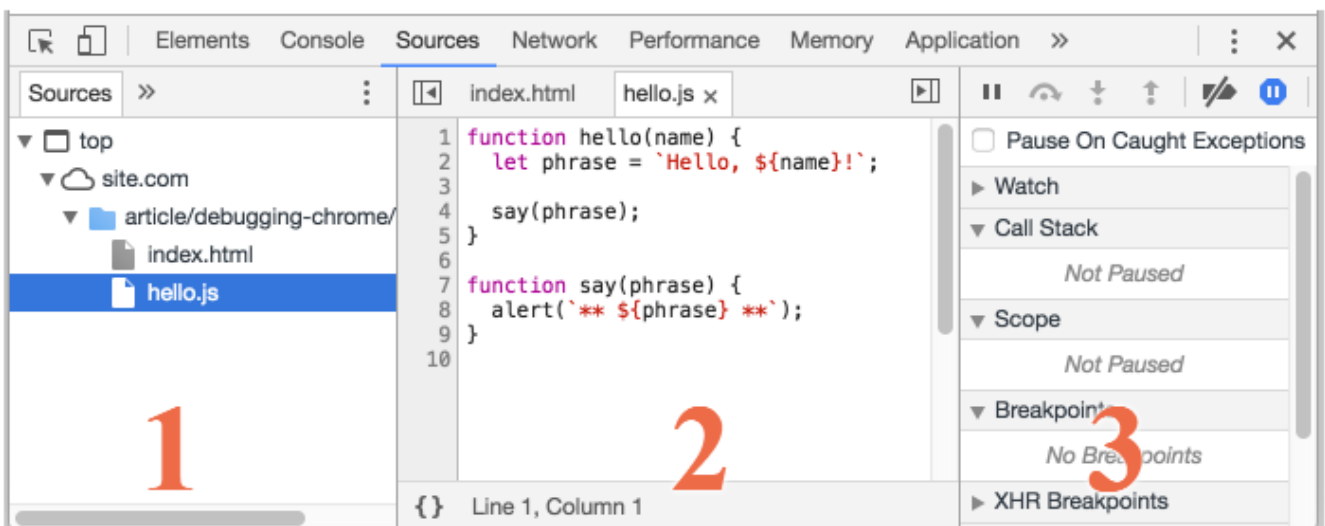 Elements Console Sources Network Performance Memory Application »
Sources »
top
site.com
article/debugging-chrome/
index.html
hello.js
1
index.html hello.js ×
1 function hello(name) {
2   let phrase = `Hello, ${name}!`;
3
4   say(phrase);
5 }
6
7 function say(phrase) {
8   alert(`** ${phrase} **`);
9 }
10
2
{} Line 1, Column 1
Pause On Caught Exceptions
Watch
Call Stack
Not Paused
Scope
Not Paused
Breakpoints
No Breakpoints
3
XHR Breakpoints